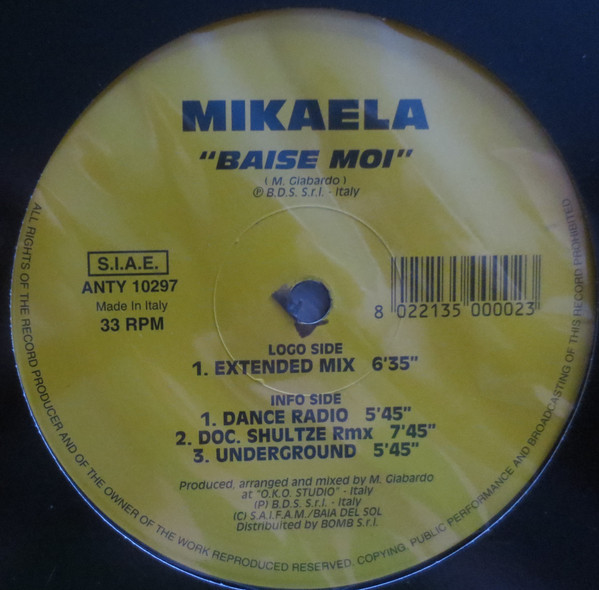 MIKAELA
"BAISE MOI"
( M. Giabardo )
℗ B.D.S. S.r.l. - Italy
S.I.A.E.
ANTY 10297
Made In Italy
33 RPM
8 022135 000023
LOGO SIDE
1. EXTENDED MIX 6'35"
INFO SIDE
1. DANCE RADIO 5'45"
2. DOC. SHULTZE Rmx 7'45"
3. UNDERGROUND 5'45"
Produced, arranged and mixed by M. Giabardo
at "O.K.O. STUDIO" - Italy
(P) B.D.S. S.r.l. - Italy
(C) S.A.I.F.A.M./BAIA DEL SOL
Distribuited by BOMB S.r.l.
ALL RIGHTS OF THE RECORD PRODUCER AND OF THE OWNER OF THE WORK REPRODUCED RESERVED. COPYING, PUBLIC PERFORMANCE AND BROADCASTING OF THIS RECORD PROHIBITED